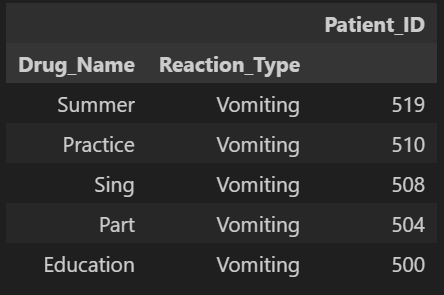 Patient_ID
Drug_Name Reaction_Type
Summer Vomiting 519
Practice Vomiting 510
Sing Vomiting 508
Part Vomiting 504
Education Vomiting 500